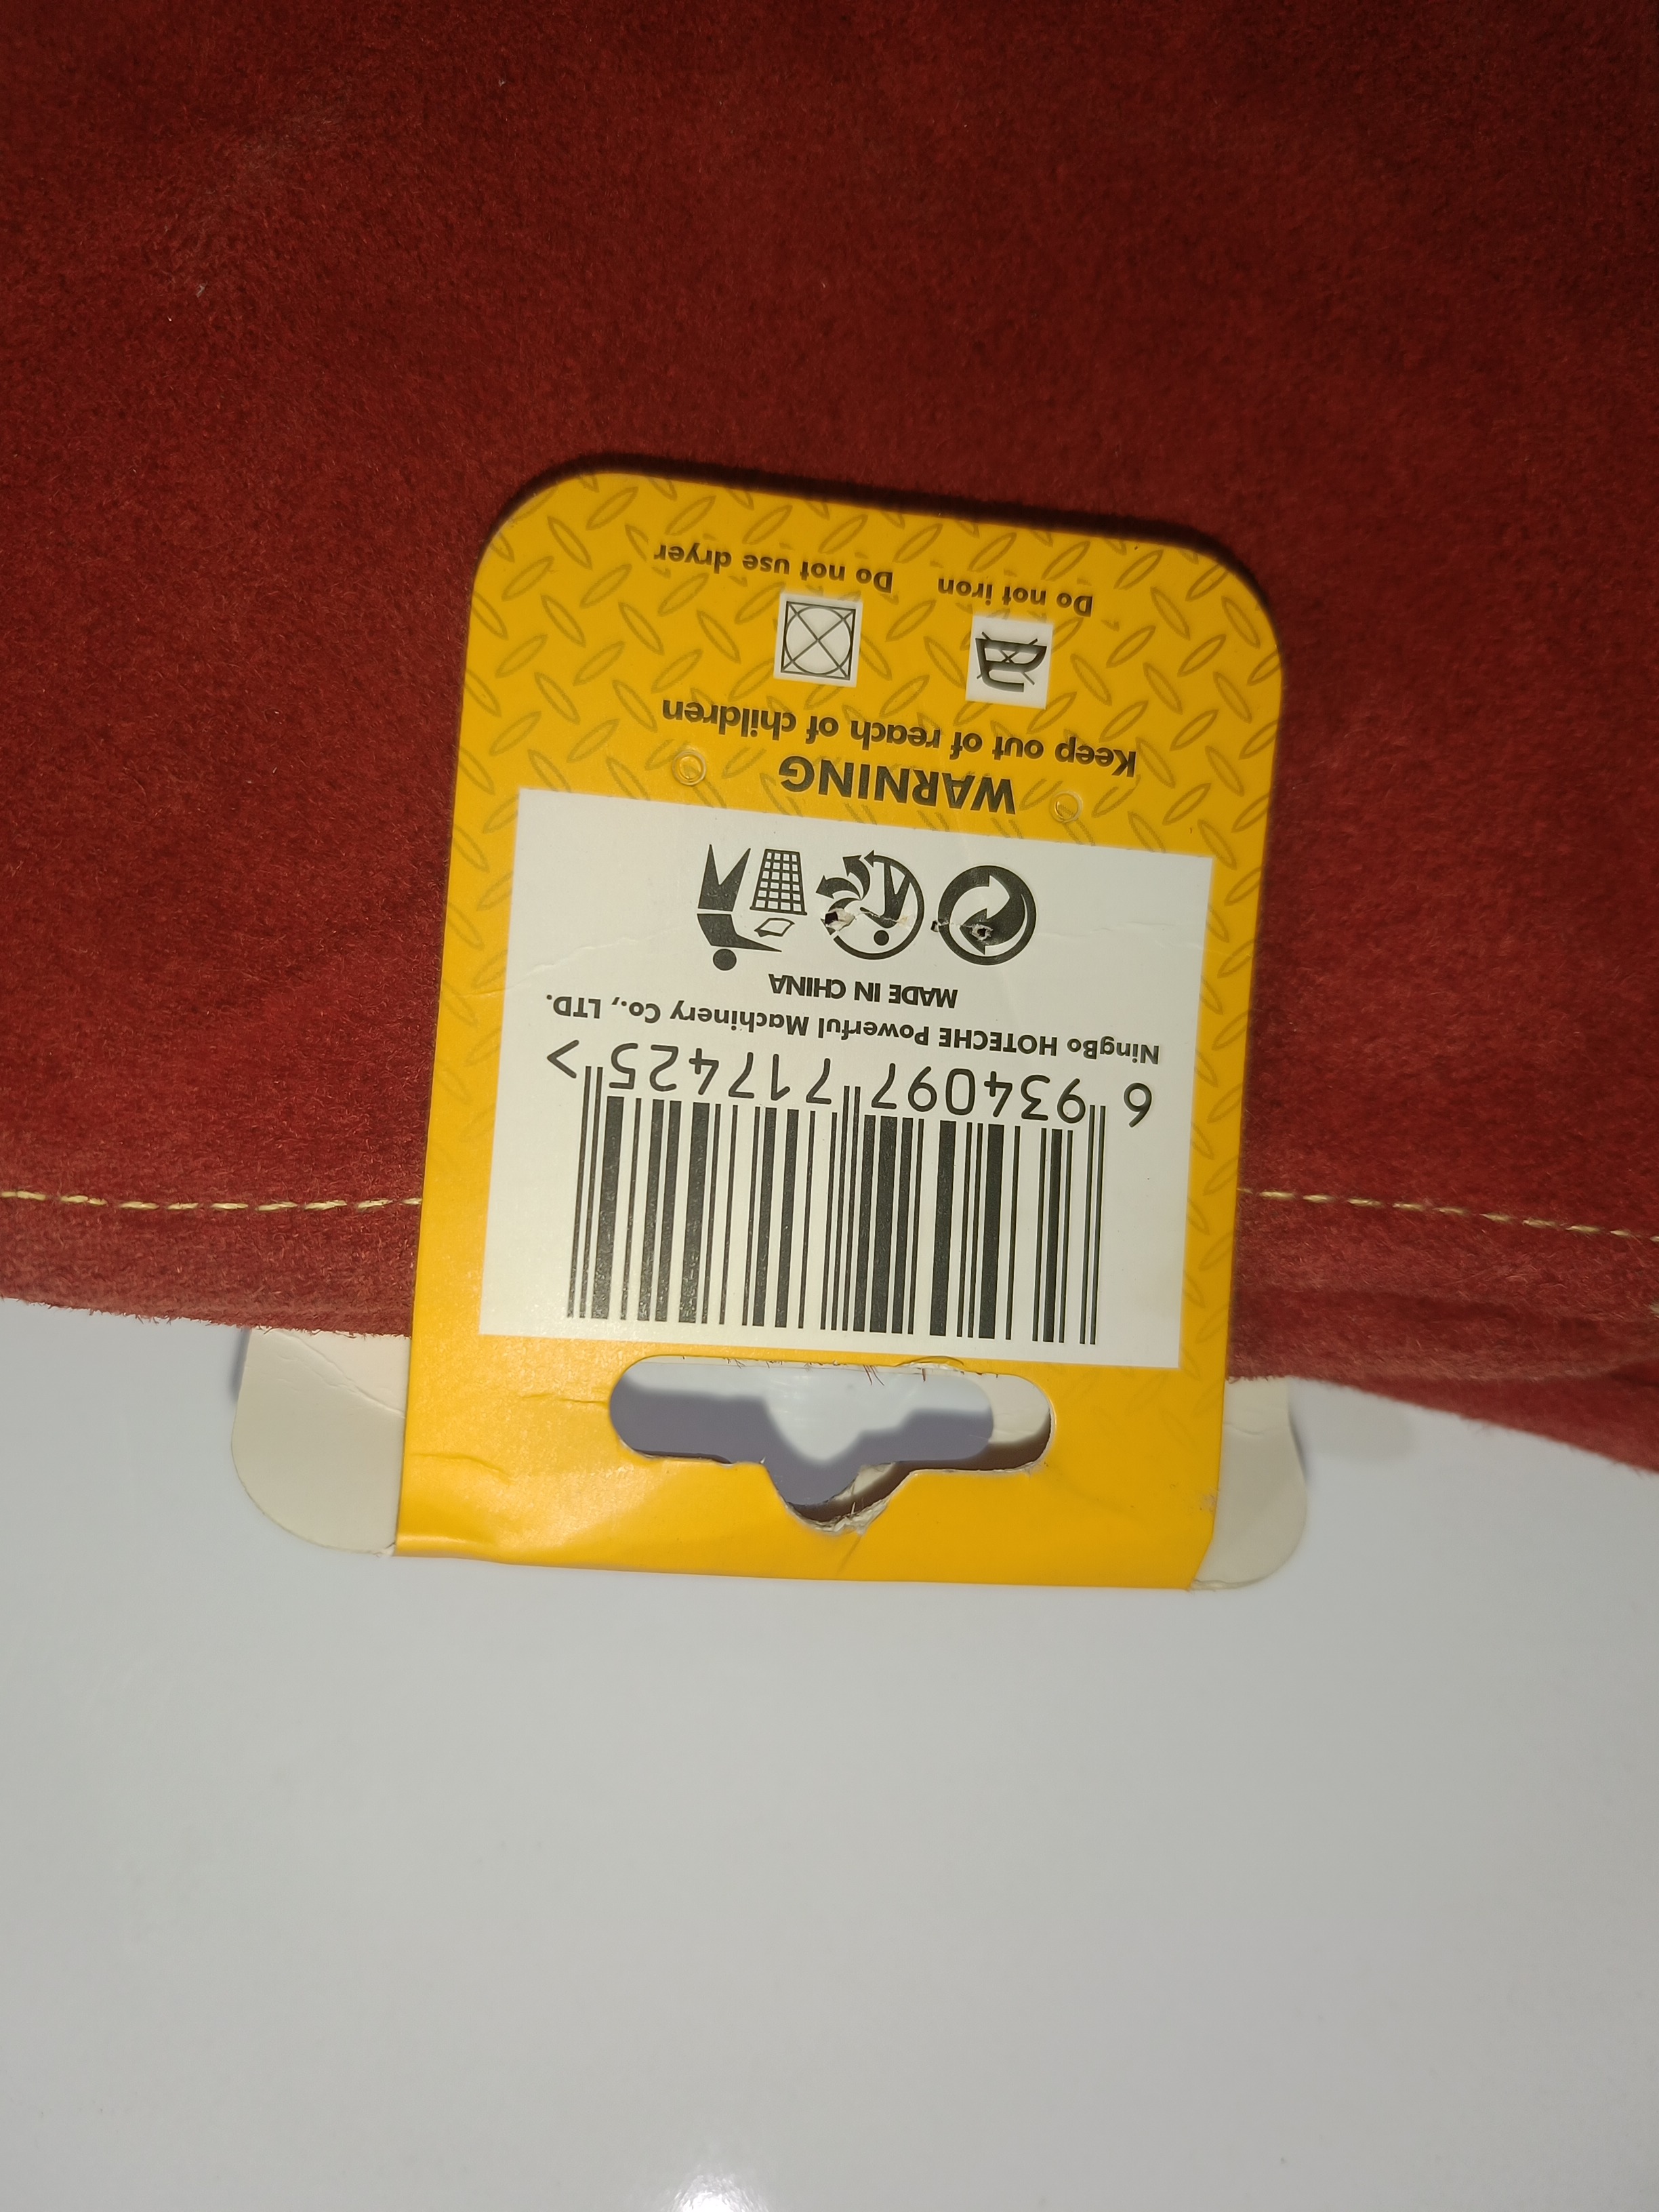 6 934097 717425 >
NingBo HOTECHE Powerful Machinery Co., LTD.
MADE IN CHINA
WARNING
Keep out of reach of children
Do not iron Do not use dryer